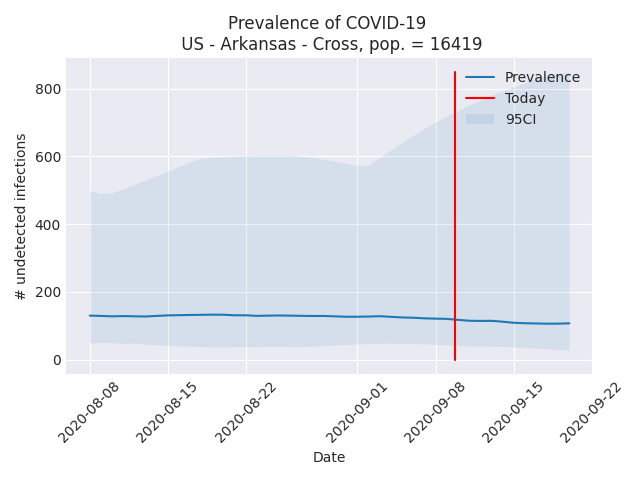 Prevalence of COVID-19
US - Arkansas - Cross, pop. = 16419
# undetected infections
800
600
400
200
0
Prevalence
Today
95CI
2020-08-08
2020-08-15
2020-08-22
2020-09-01
2020-09-08
2020-09-15
2020-09-22
Date